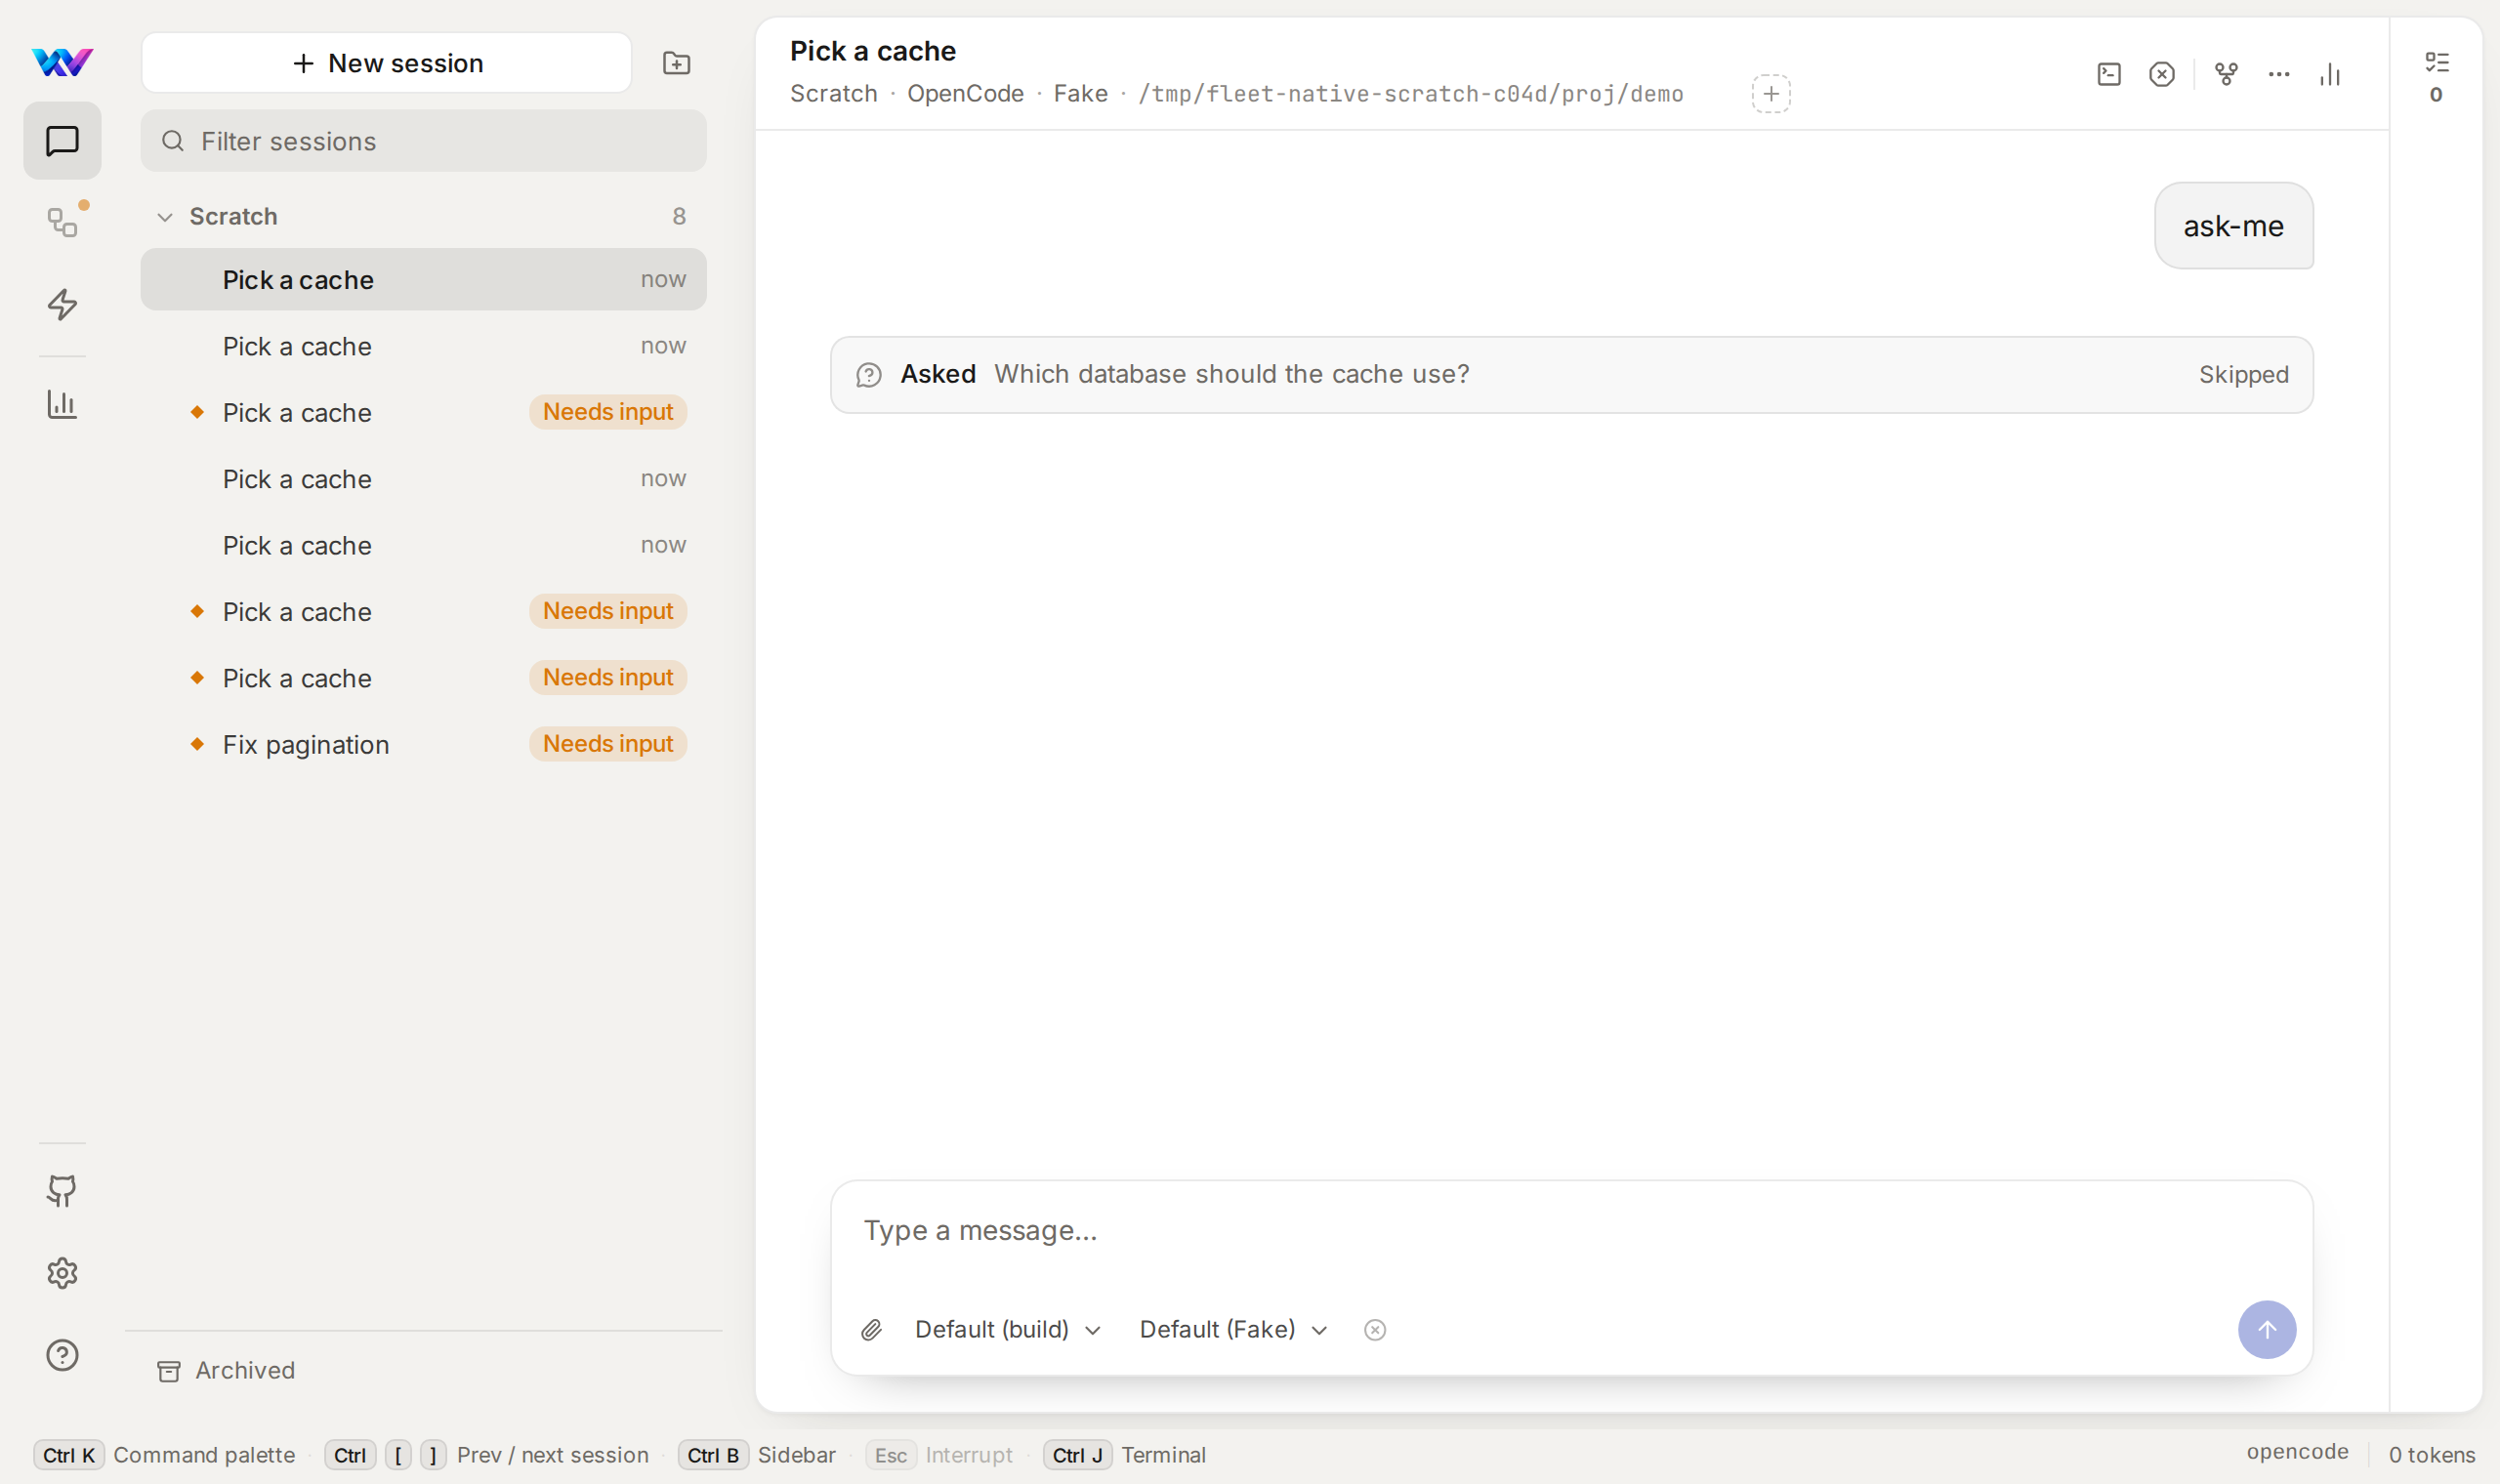 New session
Filter sessions
Scratch 8
Pick a cache now
Pick a cache now
Pick a cache Needs input
Pick a cache now
Pick a cache now
Pick a cache Needs input
Pick a cache Needs input
Fix pagination Needs input
Archived
Pick a cache
Scratch · OpenCode · Fake · /tmp/fleet-native-scratch-c04d/proj/demo
0
ask-me
Asked Which database should the cache use? Skipped
Type a message...
Default (build) Default (Fake)
Ctrl K Command palette · Ctrl [ ] Prev / next session · Ctrl B Sidebar · Esc Interrupt · Ctrl J Terminal
opencode 0 tokens